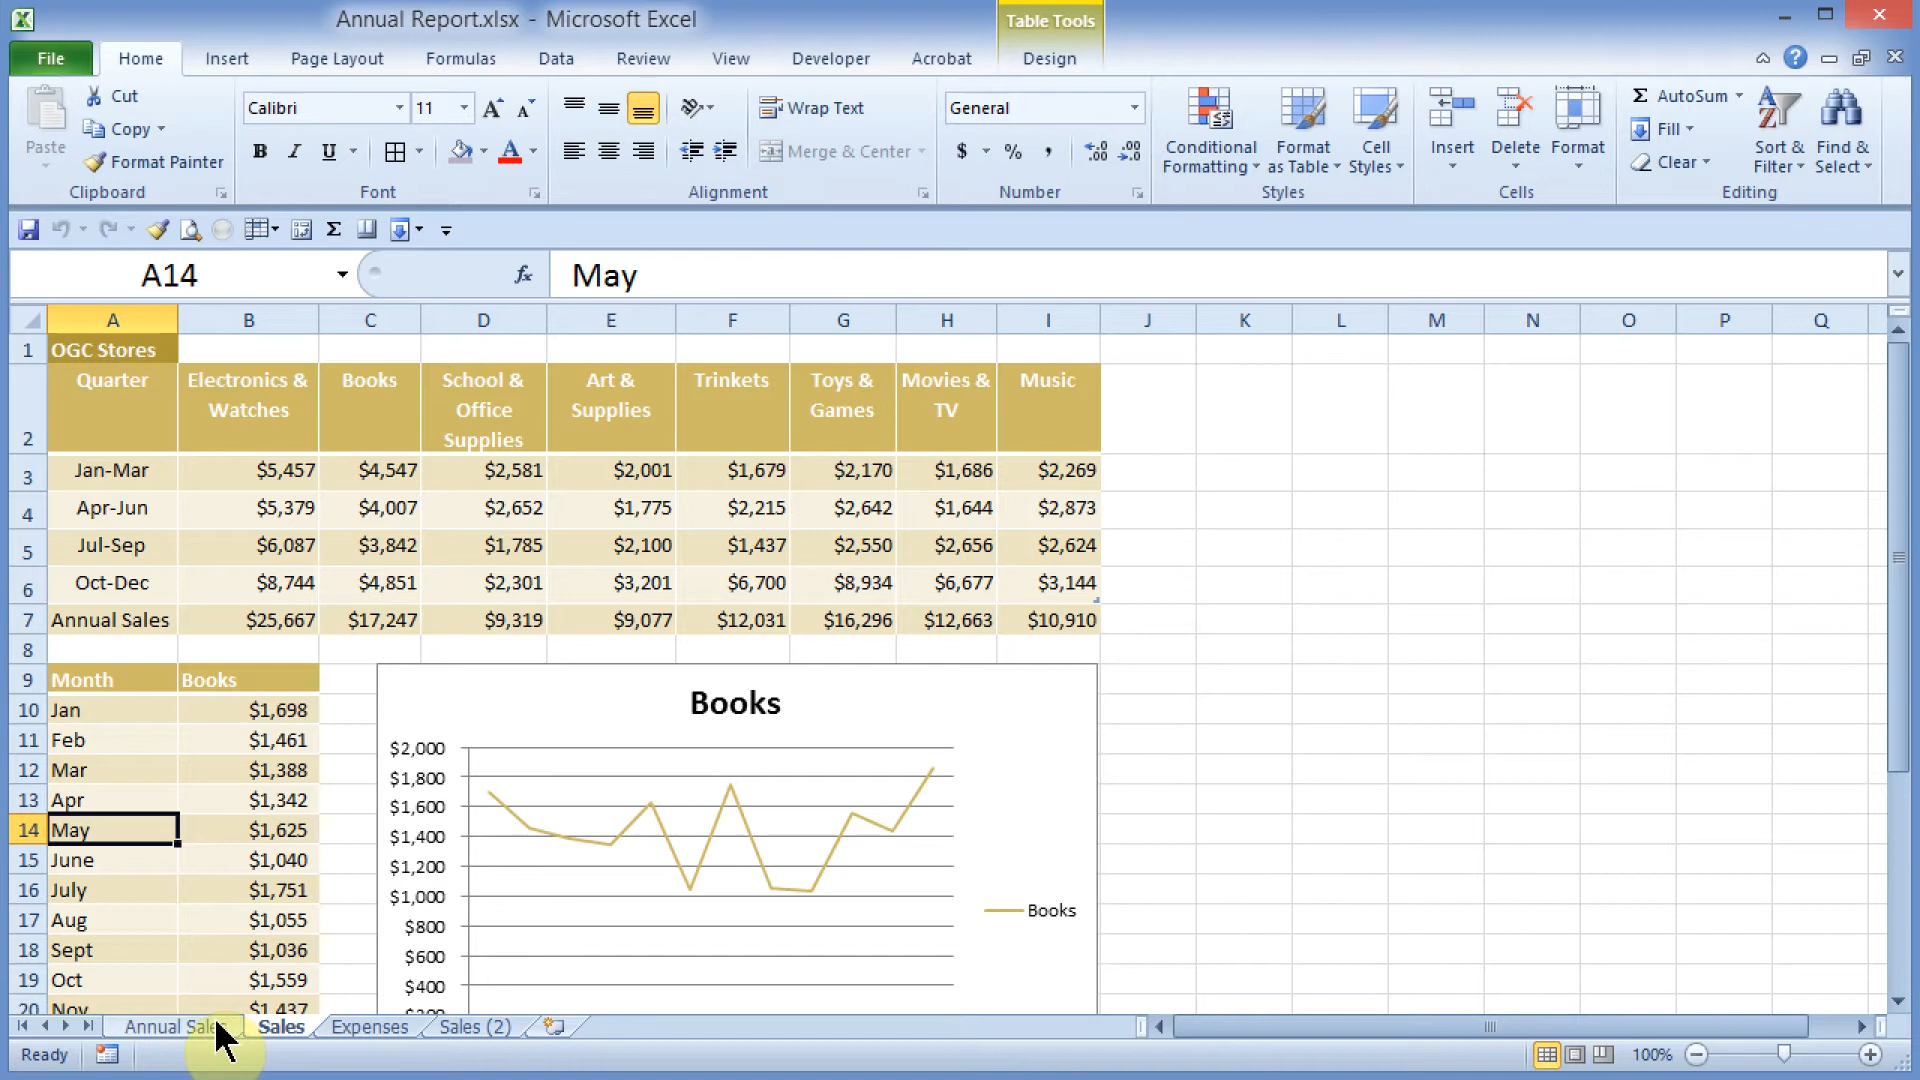 Annual Report.xlsx - Microsoft Excel
Table Tools
File Home Insert Page Layout Formulas Data Review View Developer Acrobat Design
Paste
Cut
Copy
Format Painter
Clipboard
Calibri 11
B I U
Font
Wrap Text
Merge & Center
Alignment
General
$ % ,
Number
Conditional Formatting
Format as Table
Cell Styles
Styles
Insert Delete Format
Cells
Σ AutoSum
Fill
Clear
Sort & Filter
Find & Select
Editing
A14 fx May
A B C D E F G H I J K L M N O P Q
1 OGC Stores
2 Quarter Electronics & Watches Books School & Office Supplies Art & Supplies Trinkets Toys & Games Movies & TV Music
3 Jan-Mar $5,457 $4,547 $2,581 $2,001 $1,679 $2,170 $1,686 $2,269
4 Apr-Jun $5,379 $4,007 $2,652 $1,775 $2,215 $2,642 $1,644 $2,873
5 Jul-Sep $6,087 $3,842 $1,785 $2,100 $1,437 $2,550 $2,656 $2,624
6 Oct-Dec $8,744 $4,851 $2,301 $3,201 $6,700 $8,934 $6,677 $3,144
7 Annual Sales $25,667 $17,247 $9,319 $9,077 $12,031 $16,296 $12,663 $10,910
8
9 Month Books
10 Jan $1,698
11 Feb $1,461
12 Mar $1,388
13 Apr $1,342
14 May $1,625
15 June $1,040
16 July $1,751
17 Aug $1,055
18 Sept $1,036
19 Oct $1,559
20 Nov $1,437
Books
$2,000
$1,800
$1,600
$1,400
$1,200
$1,000
$800
$600
$400
Books
Annual Sales Sales Expenses Sales (2)
Ready 100%